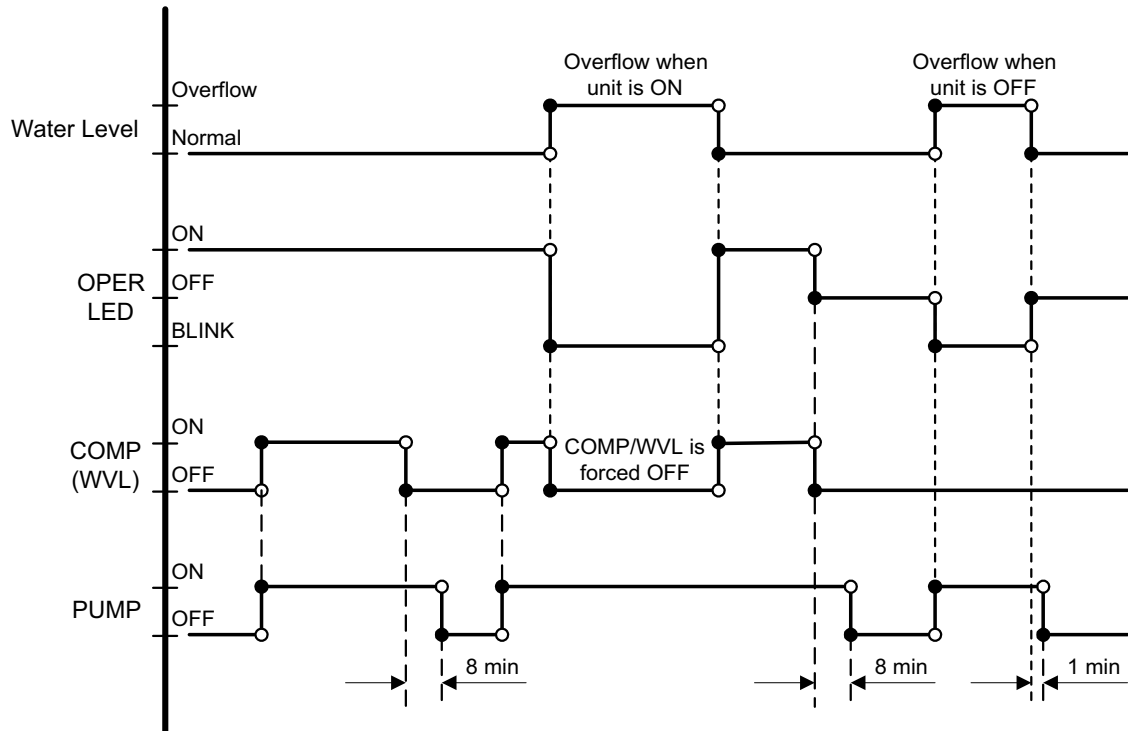 Overflow when
unit is ON
Overflow when
unit is OFF
Overflow
Water Level
Normal
ON
OPER
LED
OFF
BLINK
ON
COMP
(WVL)
OFF
COMP/WVL is
forced OFF
ON
PUMP
OFF
8 min
8 min
1 min